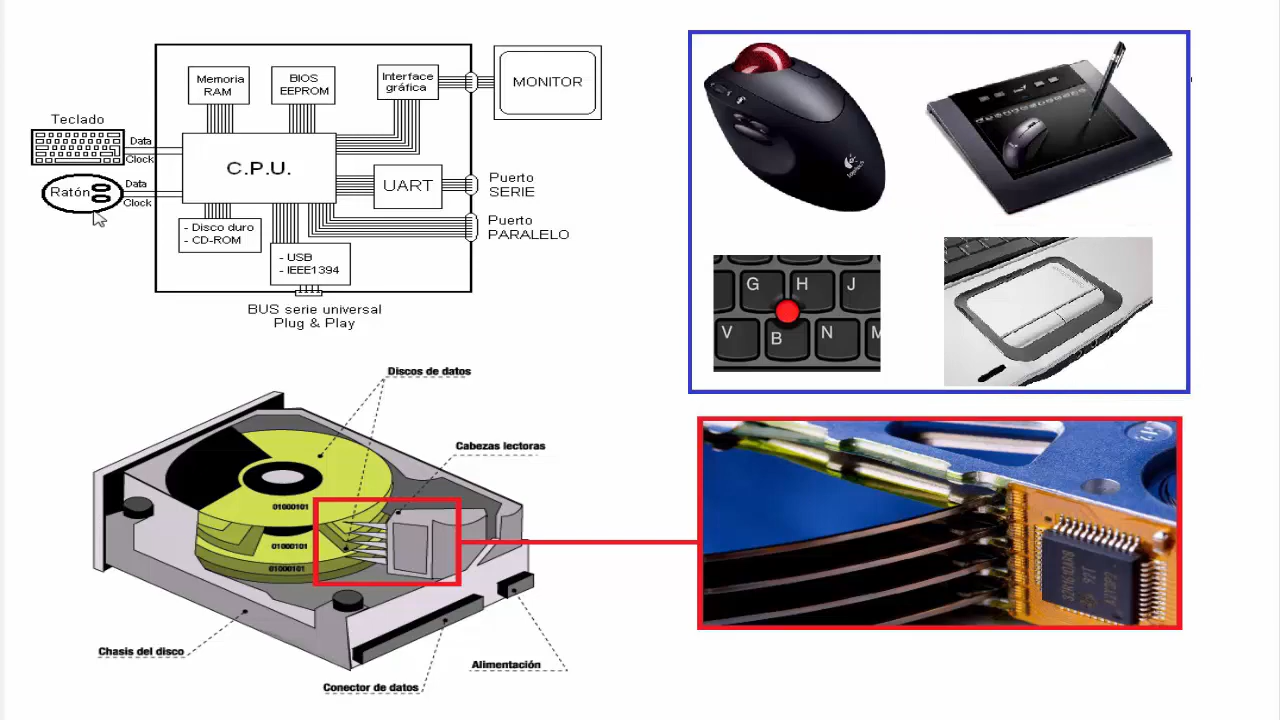 Memoria
RAM
BIOS
EEPROM
Interface
gráfica
MONITOR
Teclado
Data
Clock
C.P.U.
Ratón
Data
Clock
UART
Puerto
SERIE
Puerto
PARALELO
- Disco duro
- CD-ROM
- USB
- IEEE1394
BUS serie universal
Plug & Play
G H J
V B N M
Discos de datos
Cabezas lectoras
01000101
01000101
01000101
Chasis del disco
Alimentación
Conector de datos
Logitech